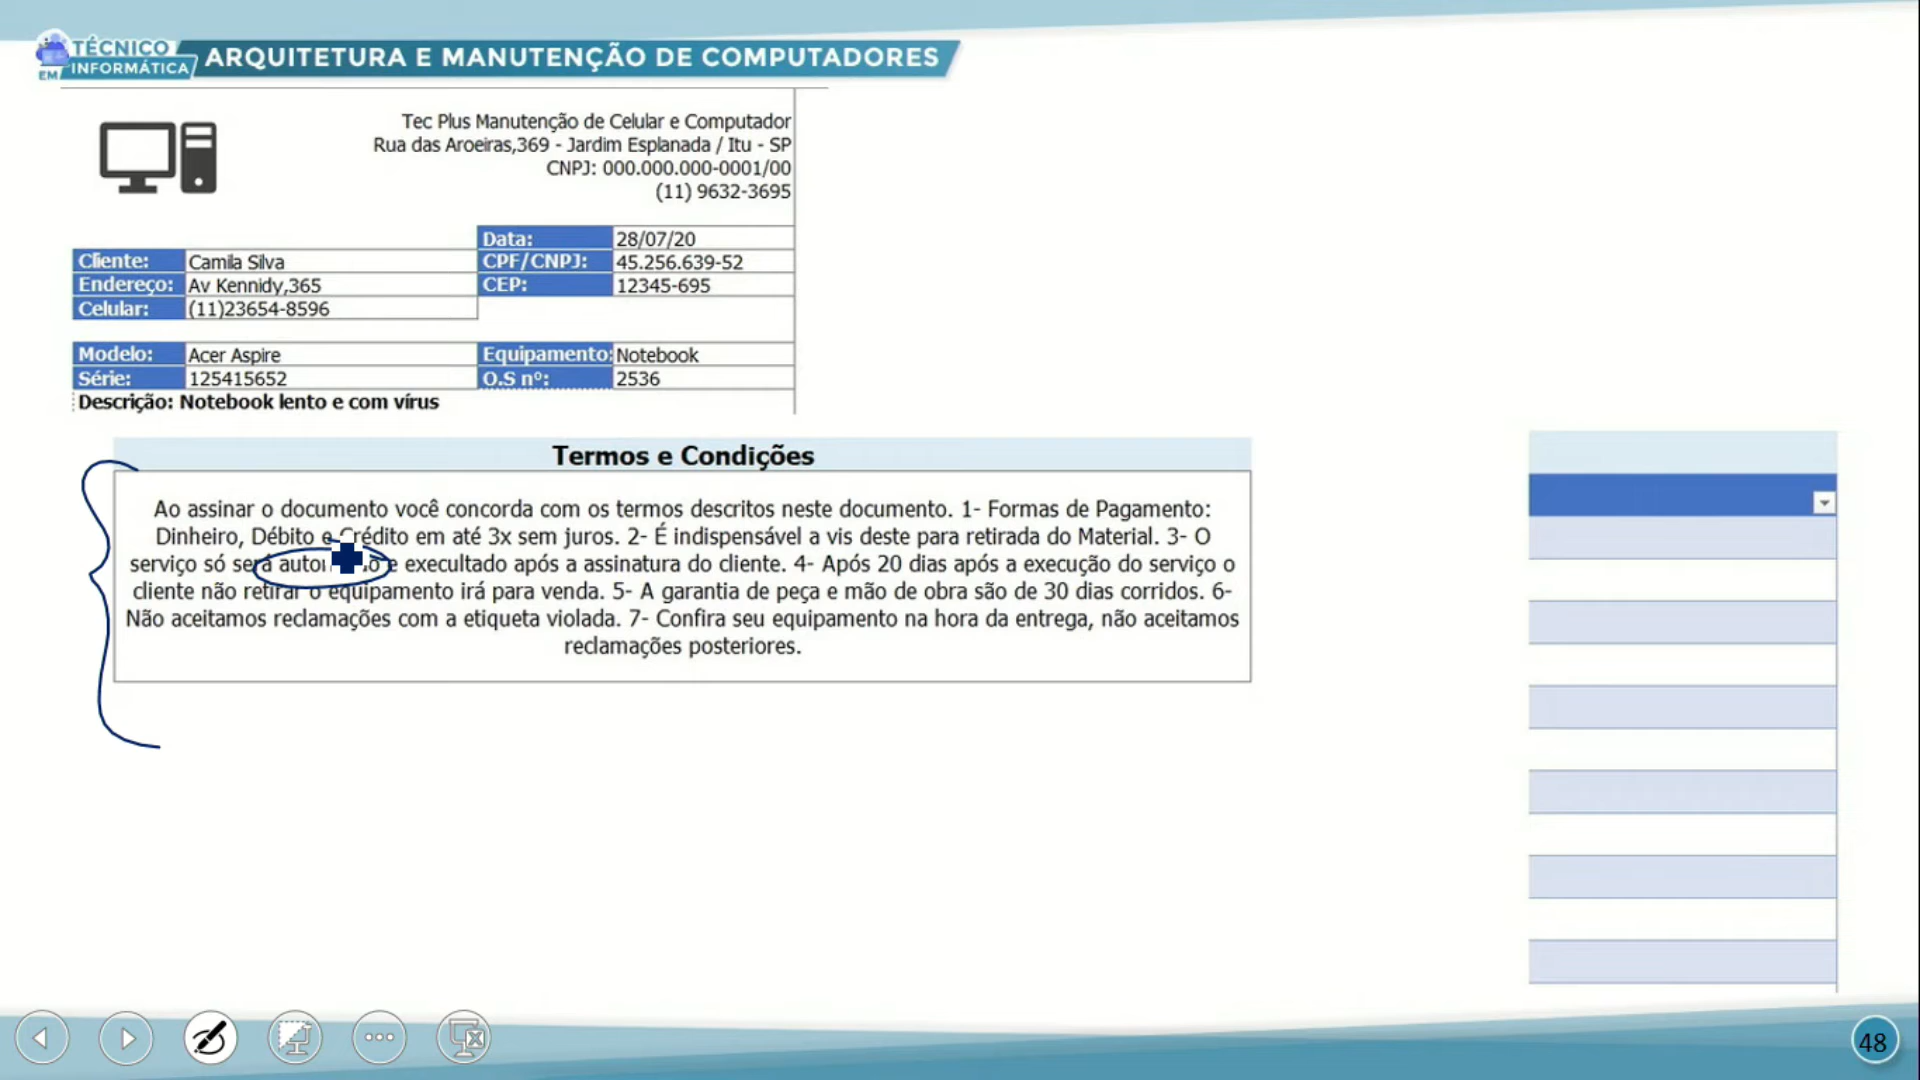 TÉCNICO
EM INFORMÁTICA
ARQUITETURA E MANUTENÇÃO DE COMPUTADORES
Tec Plus Manutenção de Celular e Computador
Rua das Aroeiras,369 - Jardim Esplanada / Itu - SP
CNPJ: 000.000.000-0001/00
(11) 9632-3695
Data: 28/07/20
Cliente: Camila Silva CPF/CNPJ: 45.256.639-52
Endereço: Av Kennidy,365 CEP: 12345-695
Celular: (11)23654-8596
Modelo: Acer Aspire Equipamento: Notebook
Série: 125415652 O.S nº: 2536
Descrição: Notebook lento e com vírus
Termos e Condições
Ao assinar o documento você concorda com os termos descritos neste documento. 1- Formas de Pagamento:
Dinheiro, Débito e Crédito em até 3x sem juros. 2- É indispensável a vis deste para retirada do Material. 3- O
serviço só será e execultado após a assinatura do cliente. 4- Após 20 dias após a execução do serviço o
cliente não retirar o equipamento irá para venda. 5- A garantia de peça e mão de obra são de 30 dias corridos. 6-
Não aceitamos reclamações com a etiqueta violada. 7- Confira seu equipamento na hora da entrega, não aceitamos
reclamações posteriores.
48